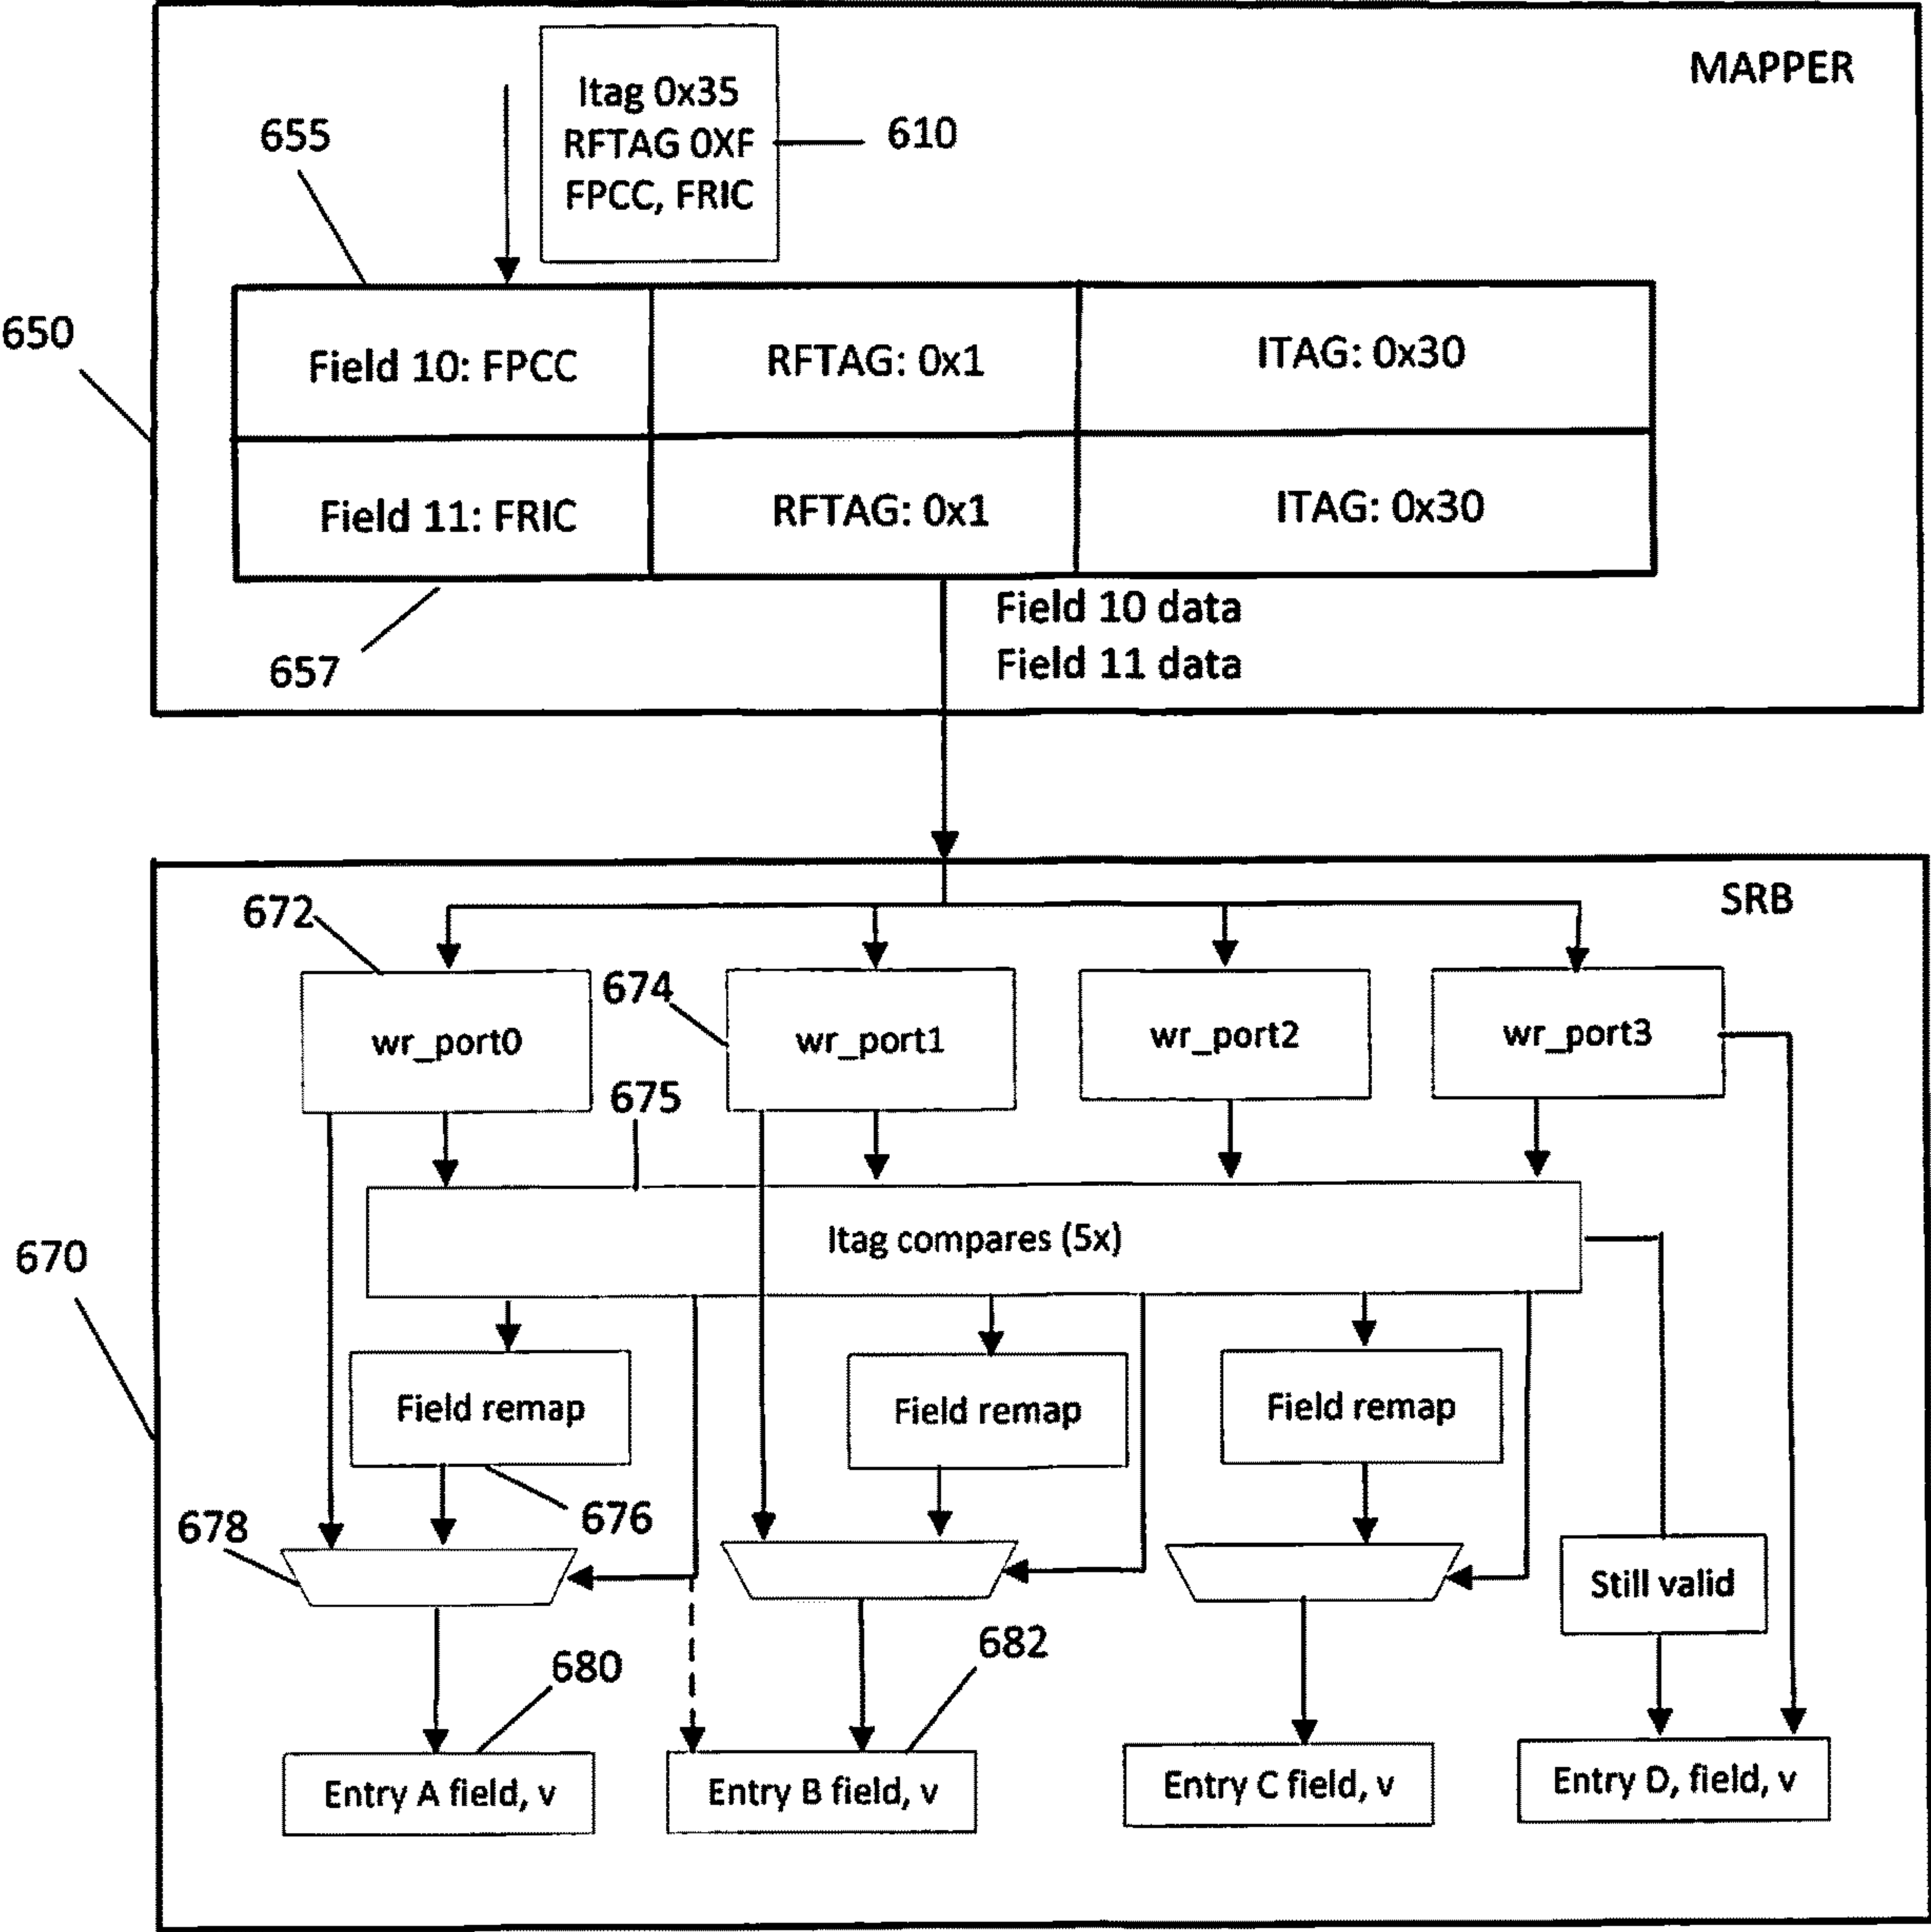 MAPPER
Itag 0x35
RFTAG 0XF
FPCC, FRIC
610
655
650
Field 10: FPCC
RFTAG: 0x1
ITAG: 0x30
Field 11: FRIC
RFTAG: 0x1
ITAG: 0x30
657
Field 10 data
Field 11 data
SRB
672
674
wr_port0
wr_port1
wr_port2
wr_port3
675
670
Itag compares (5x)
Field remap
Field remap
Field remap
676
678
Still valid
680
682
Entry A field, v
Entry B field, v
Entry C field, v
Entry D, field, v